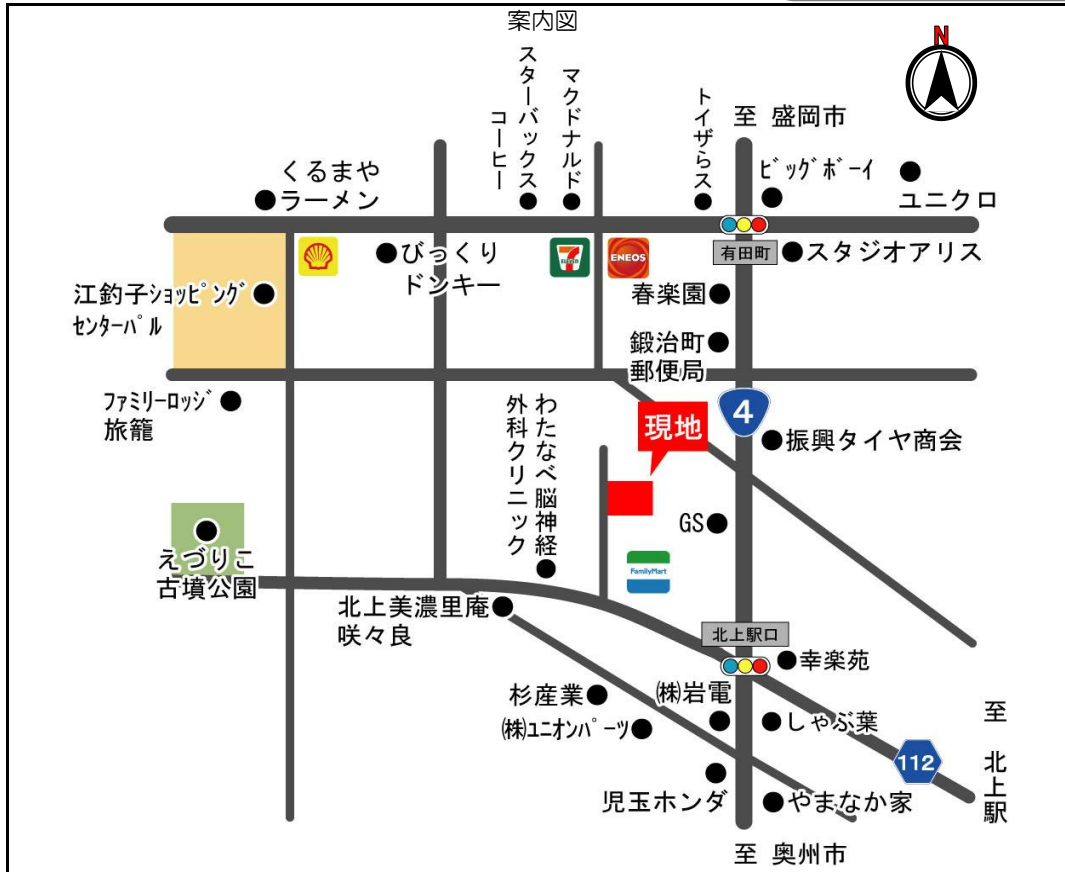 案内図
N
スターバックス
コーヒー
マクドナルド
トイザらス
至 盛岡市
くるまや
ラーメン
ビッグボーイ
ユニクロ
びっくり
ドンキー
7
ELEVEN
ENEOS
有田町
スタジオアリス
江釣子ショッピング
センターパル
春楽園
鍛治町
郵便局
ファミリーロッジ
旅籠
わたなべ脳神経
外科クリニック
現地
4
振興タイヤ商会
GS
えづりこ
古墳公園
FamilyMart
北上美濃里庵
咲々良
北上駅口
幸楽苑
杉産業
㈱岩電
㈱ユニオンパーツ
しゃぶ葉
至 北上駅
112
児玉ホンダ
やまなか家
至 奥州市